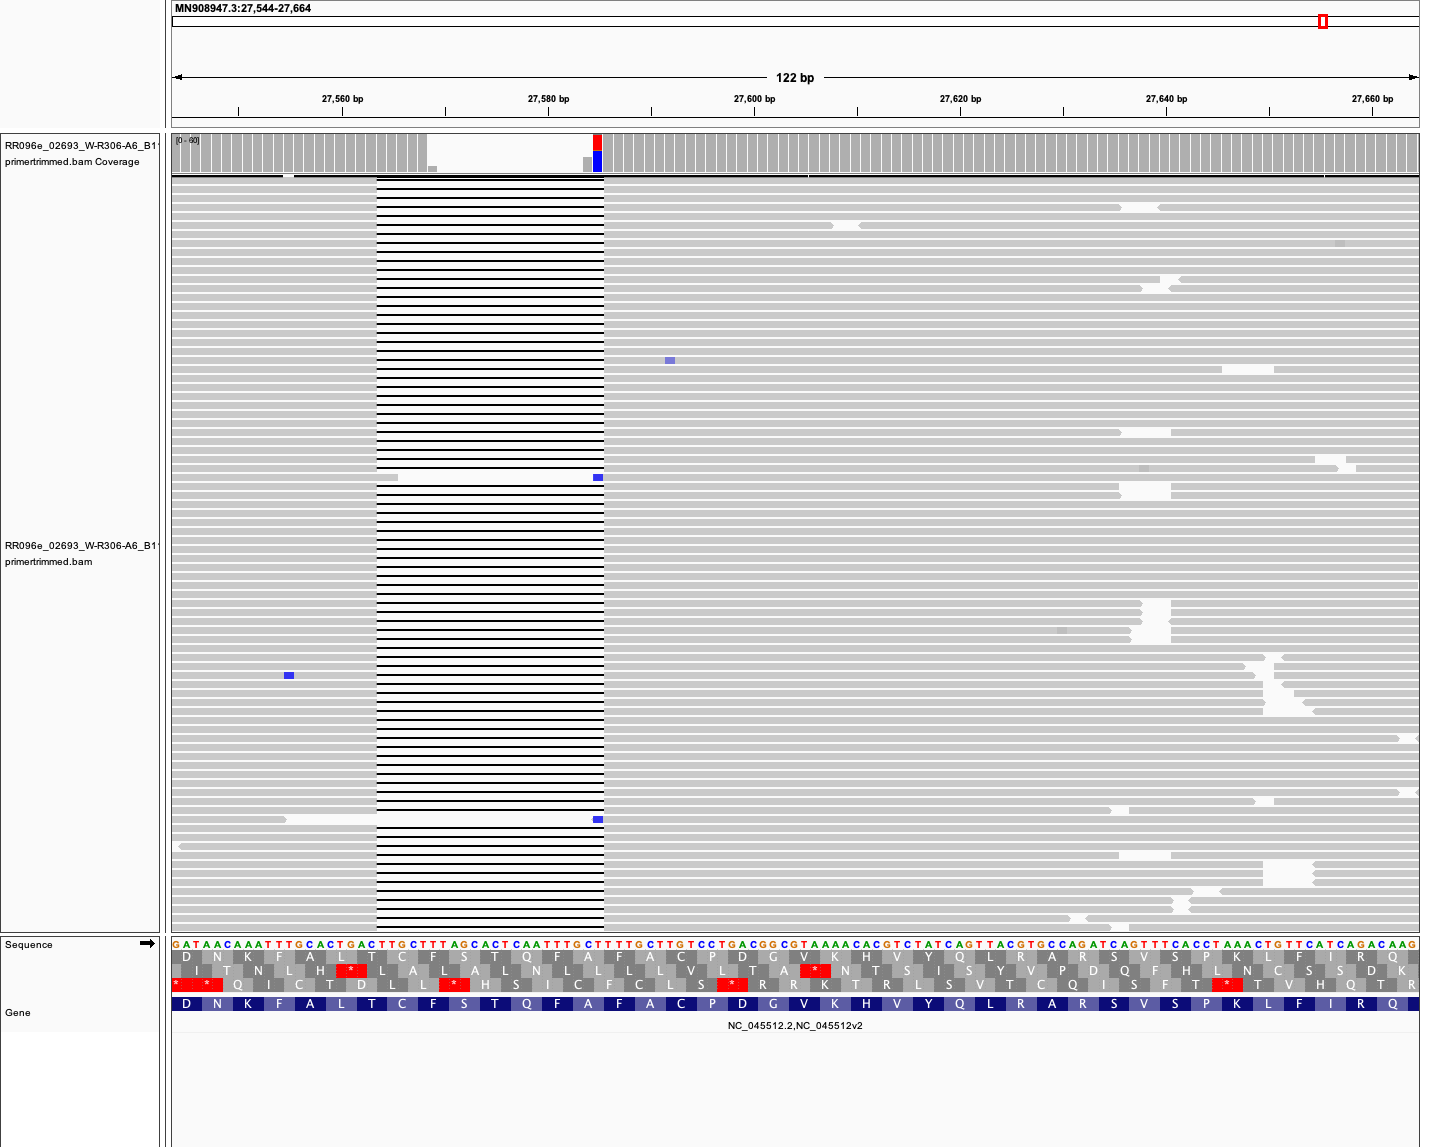 MN908947.3:27,544-27,664
122 bp
27,560 bp 27,580 bp 27,600 bp 27,620 bp 27,640 bp 27,660 bp
RR096e_02693_W-R306-A6_B1
primertrimmed.bam Coverage
[0 - 60]
RR096e_02693_W-R306-A6_B1
primertrimmed.bam
Sequence
GATAACAAATTTGCACTGACTTGCTTTAGCACTCAATTTGCTTTTGCTTGTCCTGACGGCGTAAAACACGTCTATCAGTTACGTGCCAGATCAGTTTCACCTAAACTGTTCATCAGACAAG
D N K F A L T C F S T Q F A F A C P D G V K H V Y Q L R A R S V S P K L F I R Q
I T N L H * L A L A L N L L L L V L T A * N T S I S Y V P D Q F H L N C S S D K
* * Q I C T D L L * H S I C F C L S * R R K T R L S V T C Q I S F T * T V H Q T R
Gene
D N K F A L T C F S T Q F A F A C P D G V K H V Y Q L R A R S V S P K L F I R Q
NC_045512.2,NC_045512v2